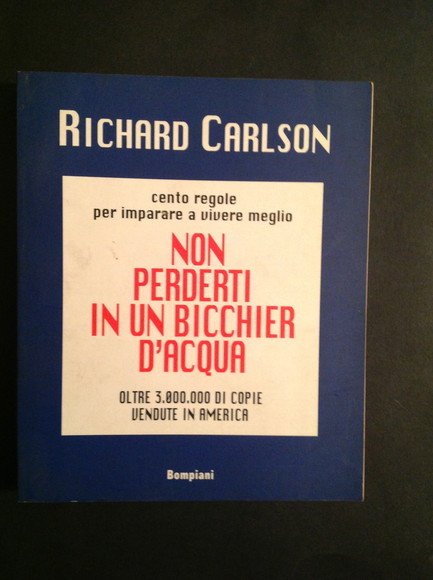 RICHARD CARLSON
cento regole
per imparare a vivere meglio
NON
PERDERTI
IN UN BICCHIER
D'ACQUA
OLTRE 3.000.000 DI COPIE
VENDUTE IN AMERICA
Bompiani